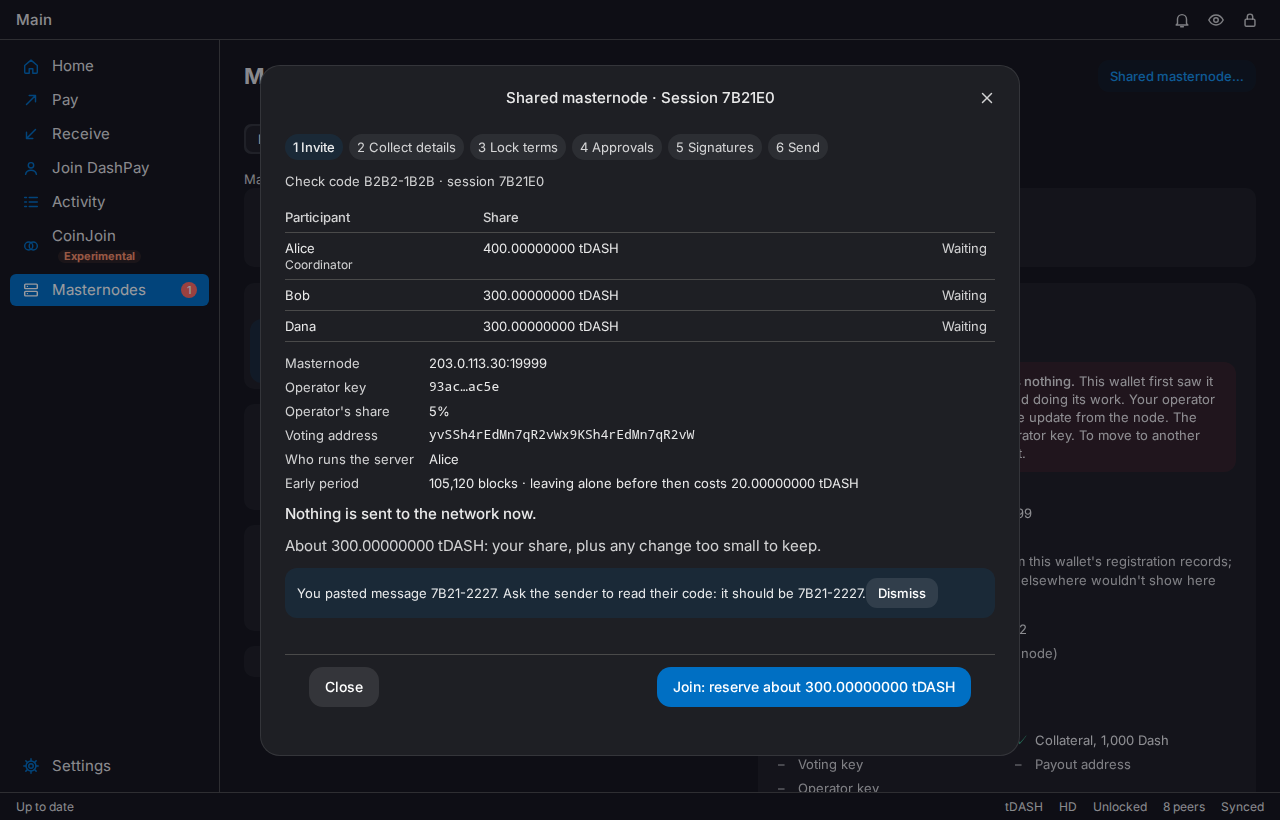 Main
Home
Pay
Receive
Join DashPay
Activity
CoinJoin
Experimental
Masternodes 1
Settings
Shared masternode...
Shared masternode · Session 7B21E0
1 Invite 2 Collect details 3 Lock terms 4 Approvals 5 Signatures 6 Send
Check code B2B2-1B2B · session 7B21E0
Participant Share
Alice 400.00000000 tDASH Waiting
Coordinator
Bob 300.00000000 tDASH Waiting
Dana 300.00000000 tDASH Waiting
Masternode 203.0.113.30:19999
Operator key 93ac…ac5e
Operator's share 5%
Voting address yvSSh4rEdMn7qR2vWx9KSh4rEdMn7qR2vW
Who runs the server Alice
Early period 105,120 blocks · leaving alone before then costs 20.00000000 tDASH
Nothing is sent to the network now.
About 300.00000000 tDASH: your share, plus any change too small to keep.
You pasted message 7B21-2227. Ask the sender to read their code: it should be 7B21-2227. Dismiss
Close Join: reserve about 300.00000000 tDASH
nothing. This wallet first saw it
doing its work. Your operator
update from the node. The
key. To move to another
this wallet's registration records;
elsewhere wouldn't show here
node)
✓ Collateral, 1,000 Dash
– Voting key – Payout address
– Operator key
Up to date tDASH HD Unlocked 8 peers Synced